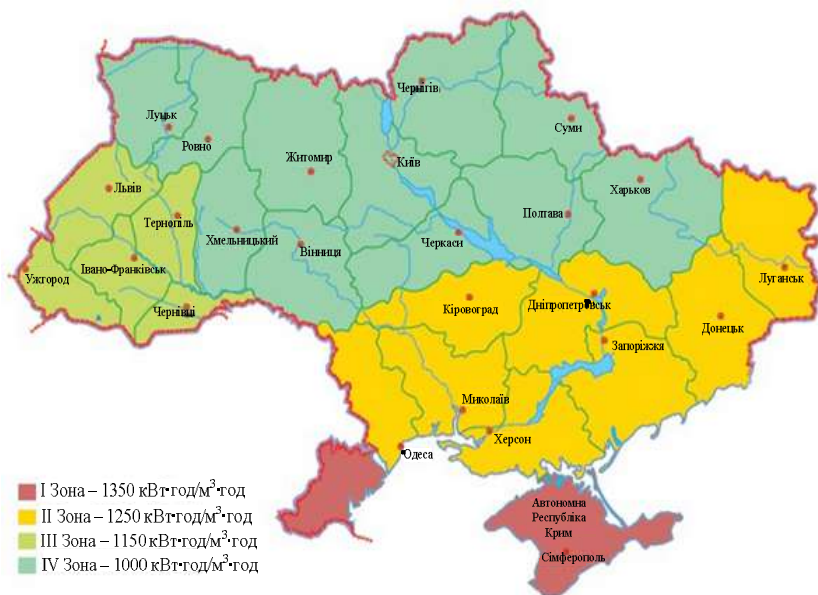 Чернігів
Луцьк
Суми
Ровно
Житомир
Київ
Львів
Харьков
Тернопіль
Полтава
Хмельницький
Вінниця
Черкаси
Івано-Франківськ
Ужгород
Луганськ
Чернівці
Кіровоград
Дніпропетровськ
Донецьк
Запоріжжя
Миколаїв
Херсон
Одеса
I Зона – 1350 кВт·год/м³·год
II Зона – 1250 кВт·год/м³·год
III Зона – 1150 кВт·год/м³·год
IV Зона – 1000 кВт·год/м³·год
Автономна
Республіка
Крим
Сімферополь